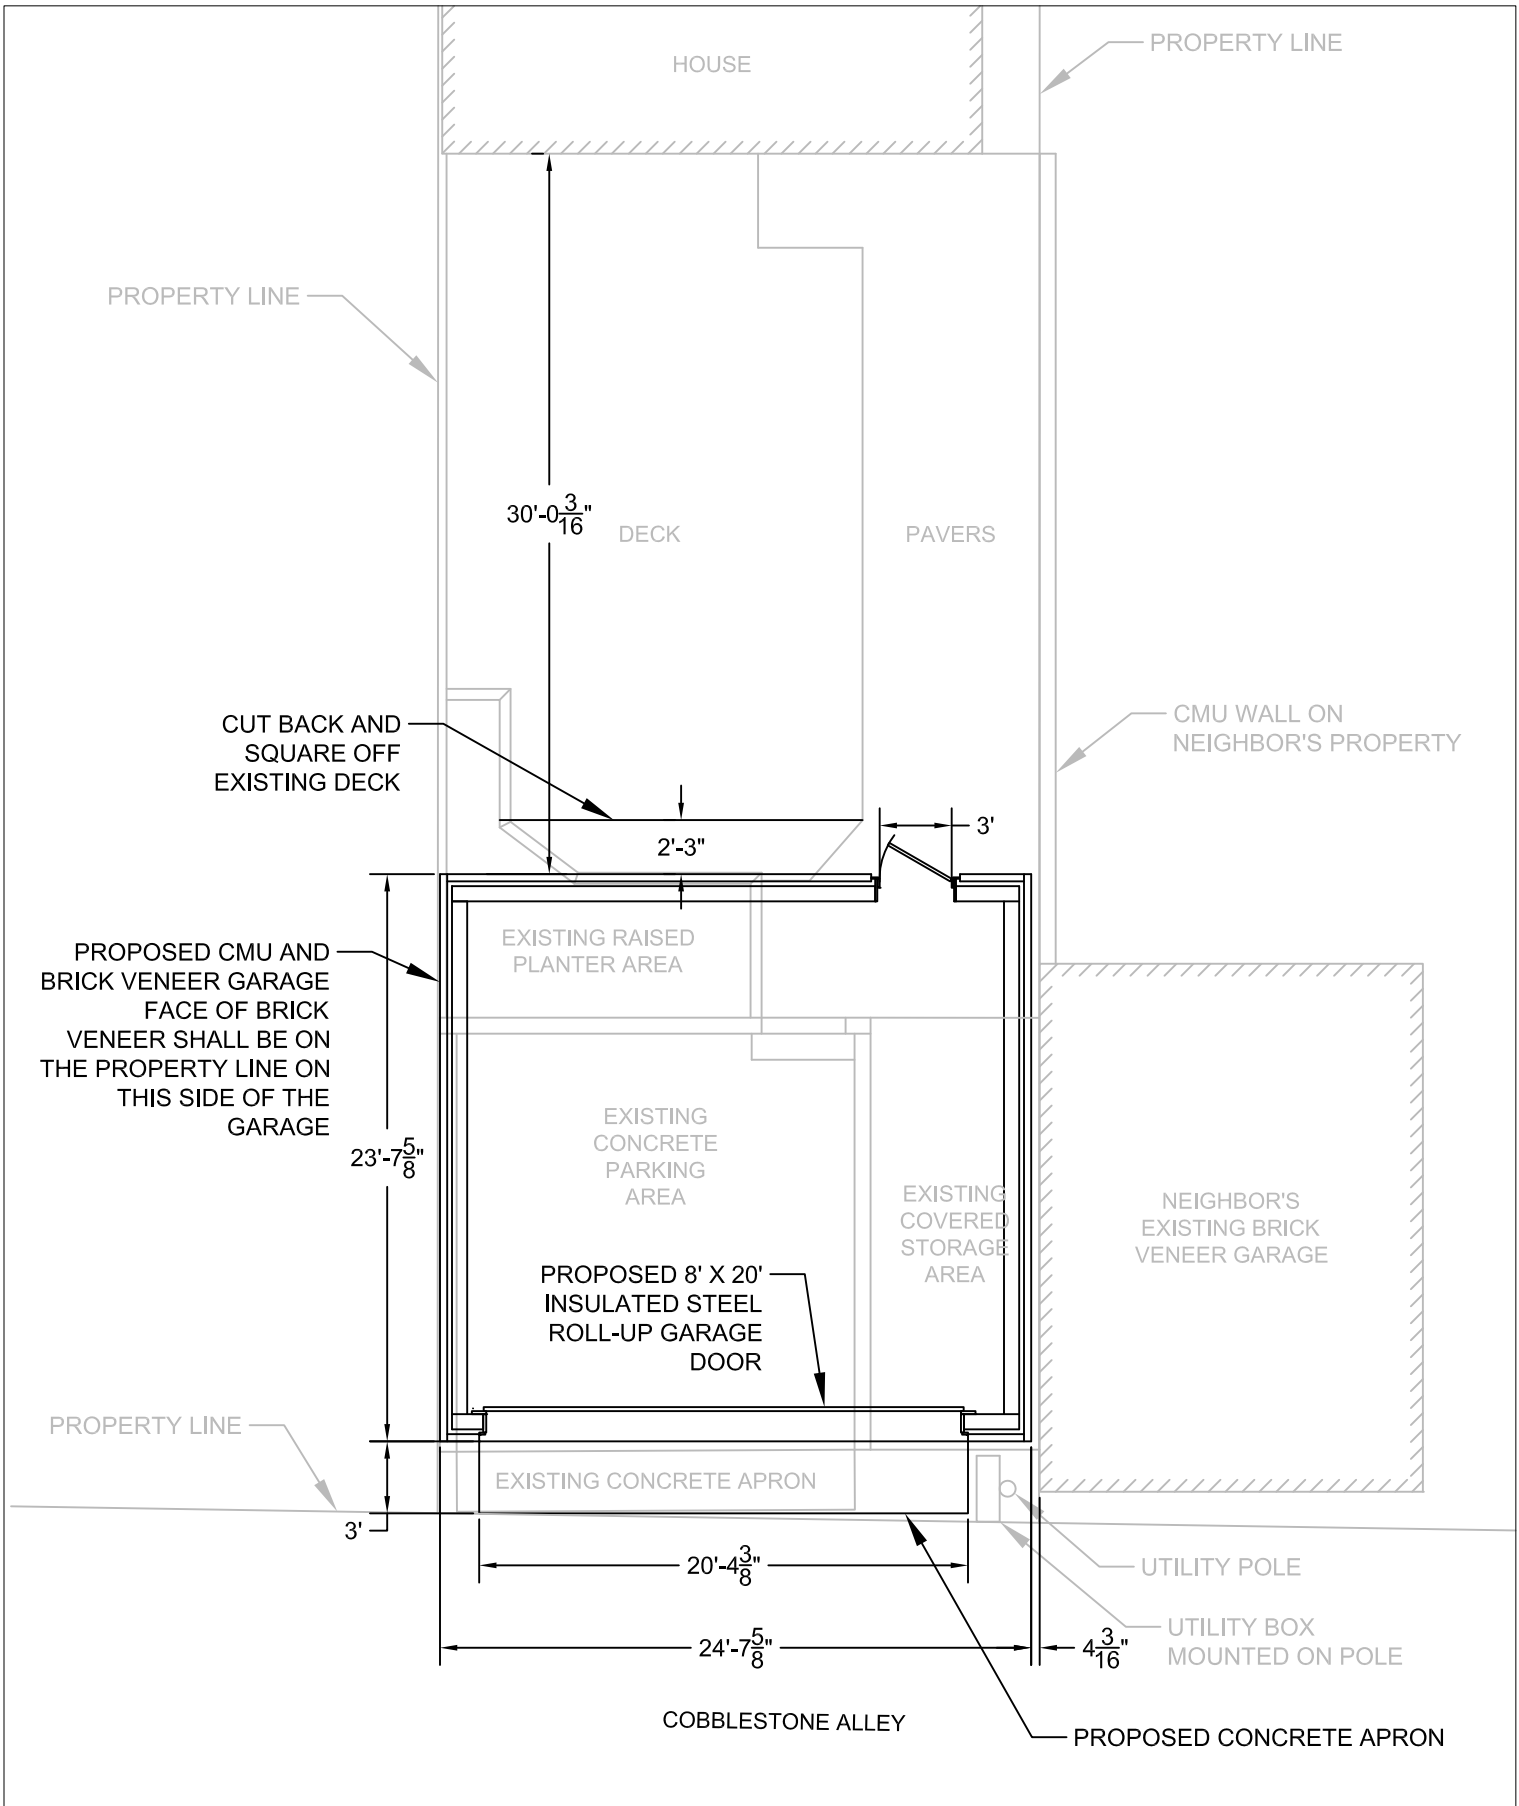 HOUSE
PROPERTY LINE
PROPERTY LINE
30'-0 3/16"
DECK
PAVERS
CUT BACK AND
SQUARE OFF
EXISTING DECK
CMU WALL ON
NEIGHBOR'S PROPERTY
2'-3"
3'
PROPOSED CMU AND
BRICK VENEER GARAGE
FACE OF BRICK
VENEER SHALL BE ON
THE PROPERTY LINE ON
THIS SIDE OF THE
GARAGE
EXISTING RAISED
PLANTER AREA
23'-7 5/8"
EXISTING
CONCRETE
PARKING
AREA
EXISTING
COVERED
STORAGE
AREA
NEIGHBOR'S
EXISTING BRICK
VENEER GARAGE
PROPOSED 8' X 20'
INSULATED STEEL
ROLL-UP GARAGE
DOOR
PROPERTY LINE
EXISTING CONCRETE APRON
3'
20'-4 3/8"
UTILITY POLE
UTILITY BOX
MOUNTED ON POLE
24'-7 5/8"
4 3/16"
COBBLESTONE ALLEY
PROPOSED CONCRETE APRON